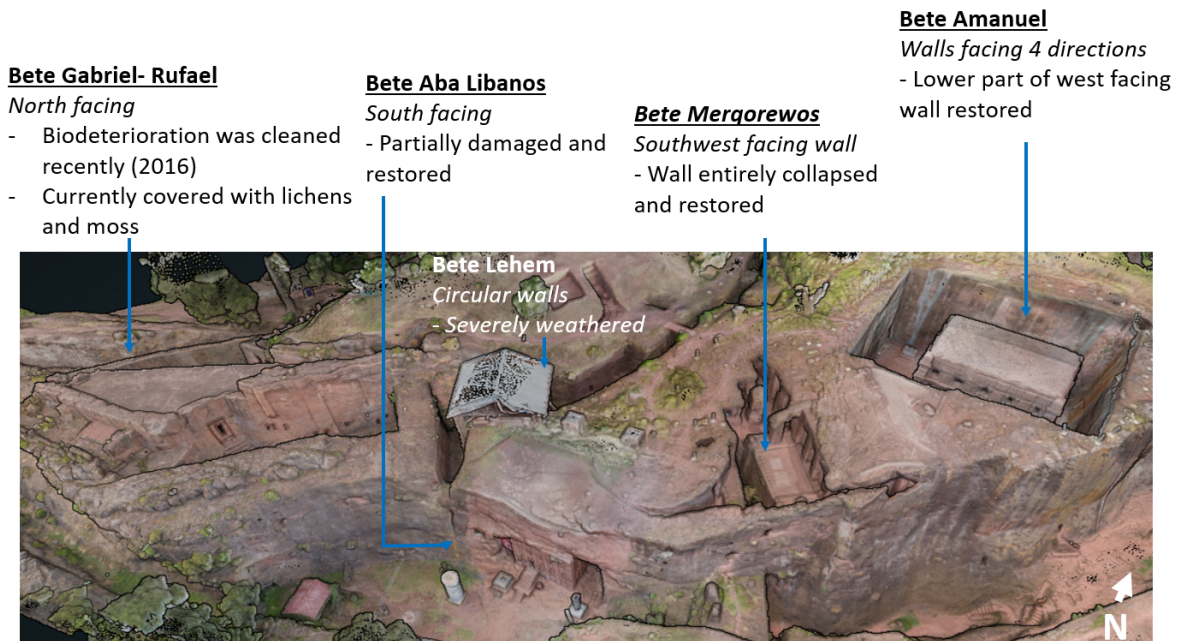 Bete Gabriel- Rufael
North facing
- Biodeterioration was cleaned
recently (2016)
- Currently covered with lichens
and moss
Bete Aba Libanos
South facing
- Partially damaged and
restored
Bete Merqorewos
Southwest facing wall
- Wall entirely collapsed
and restored
Bete Amanuel
Walls facing 4 directions
- Lower part of west facing
wall restored
Bete Lehem
Circular walls
- Severely weathered
N